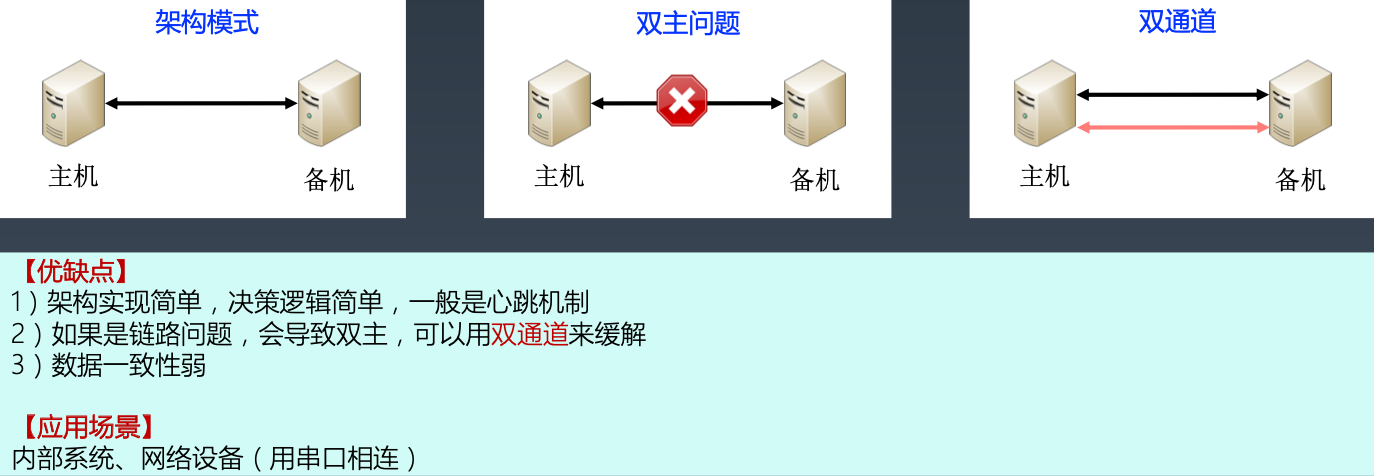 架构模式
双主问题
双通道
主机
备机
主机
备机
主机
备机
【优缺点】
1）架构实现简单，决策逻辑简单，一般是心跳机制
2）如果是链路问题，会导致双主，可以用双通道来缓解
3）数据一致性弱
【应用场景】
内部系统、网络设备（用串口相连）